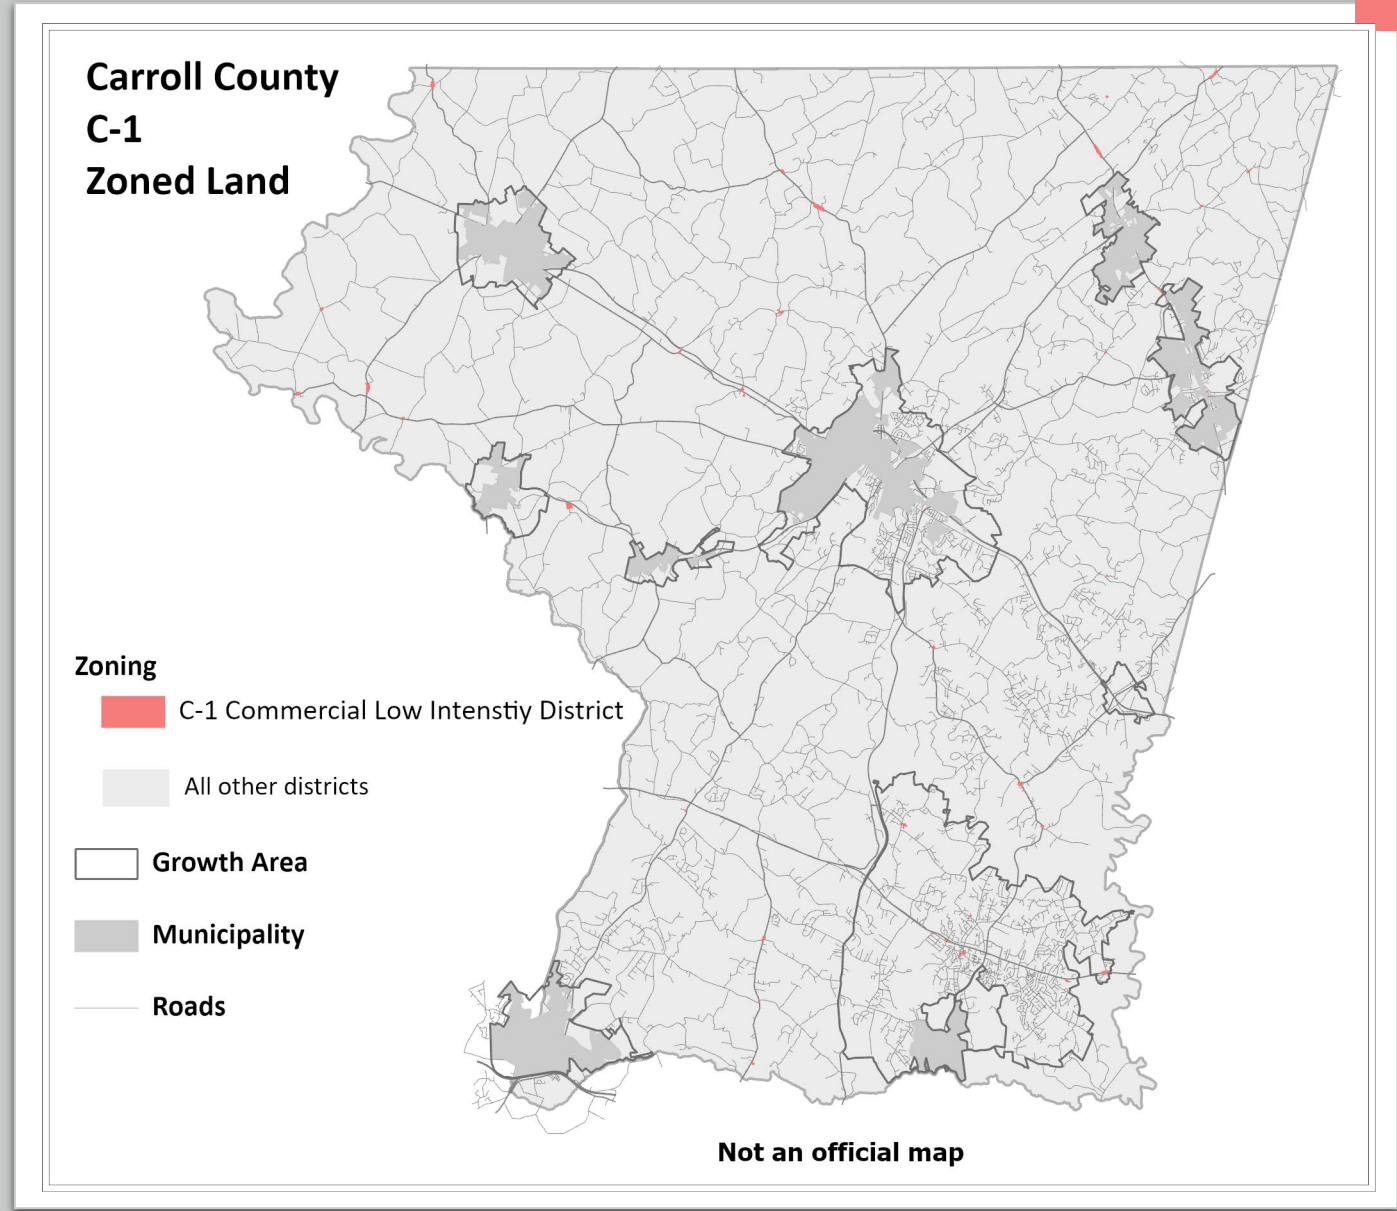 Carroll County
C-1
Zoned Land
Zoning
C-1 Commercial Low Intenstiy District
All other districts
Growth Area
Municipality
Roads
Not an official map